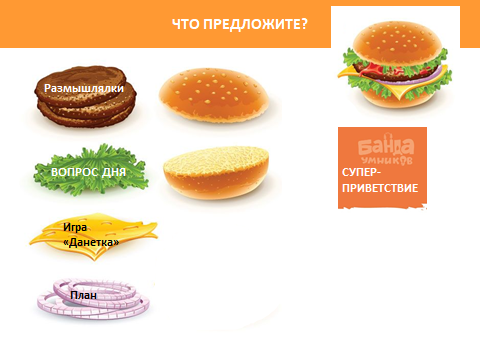 ЧТО ПРЕДЛОЖИТЕ?
Размышлялки
ВОПРОС ДНЯ
Игра
«Данетка»
План
БАНДА
УМНИКОВ
СУПЕР-
ПРИВЕТСТВИЕ